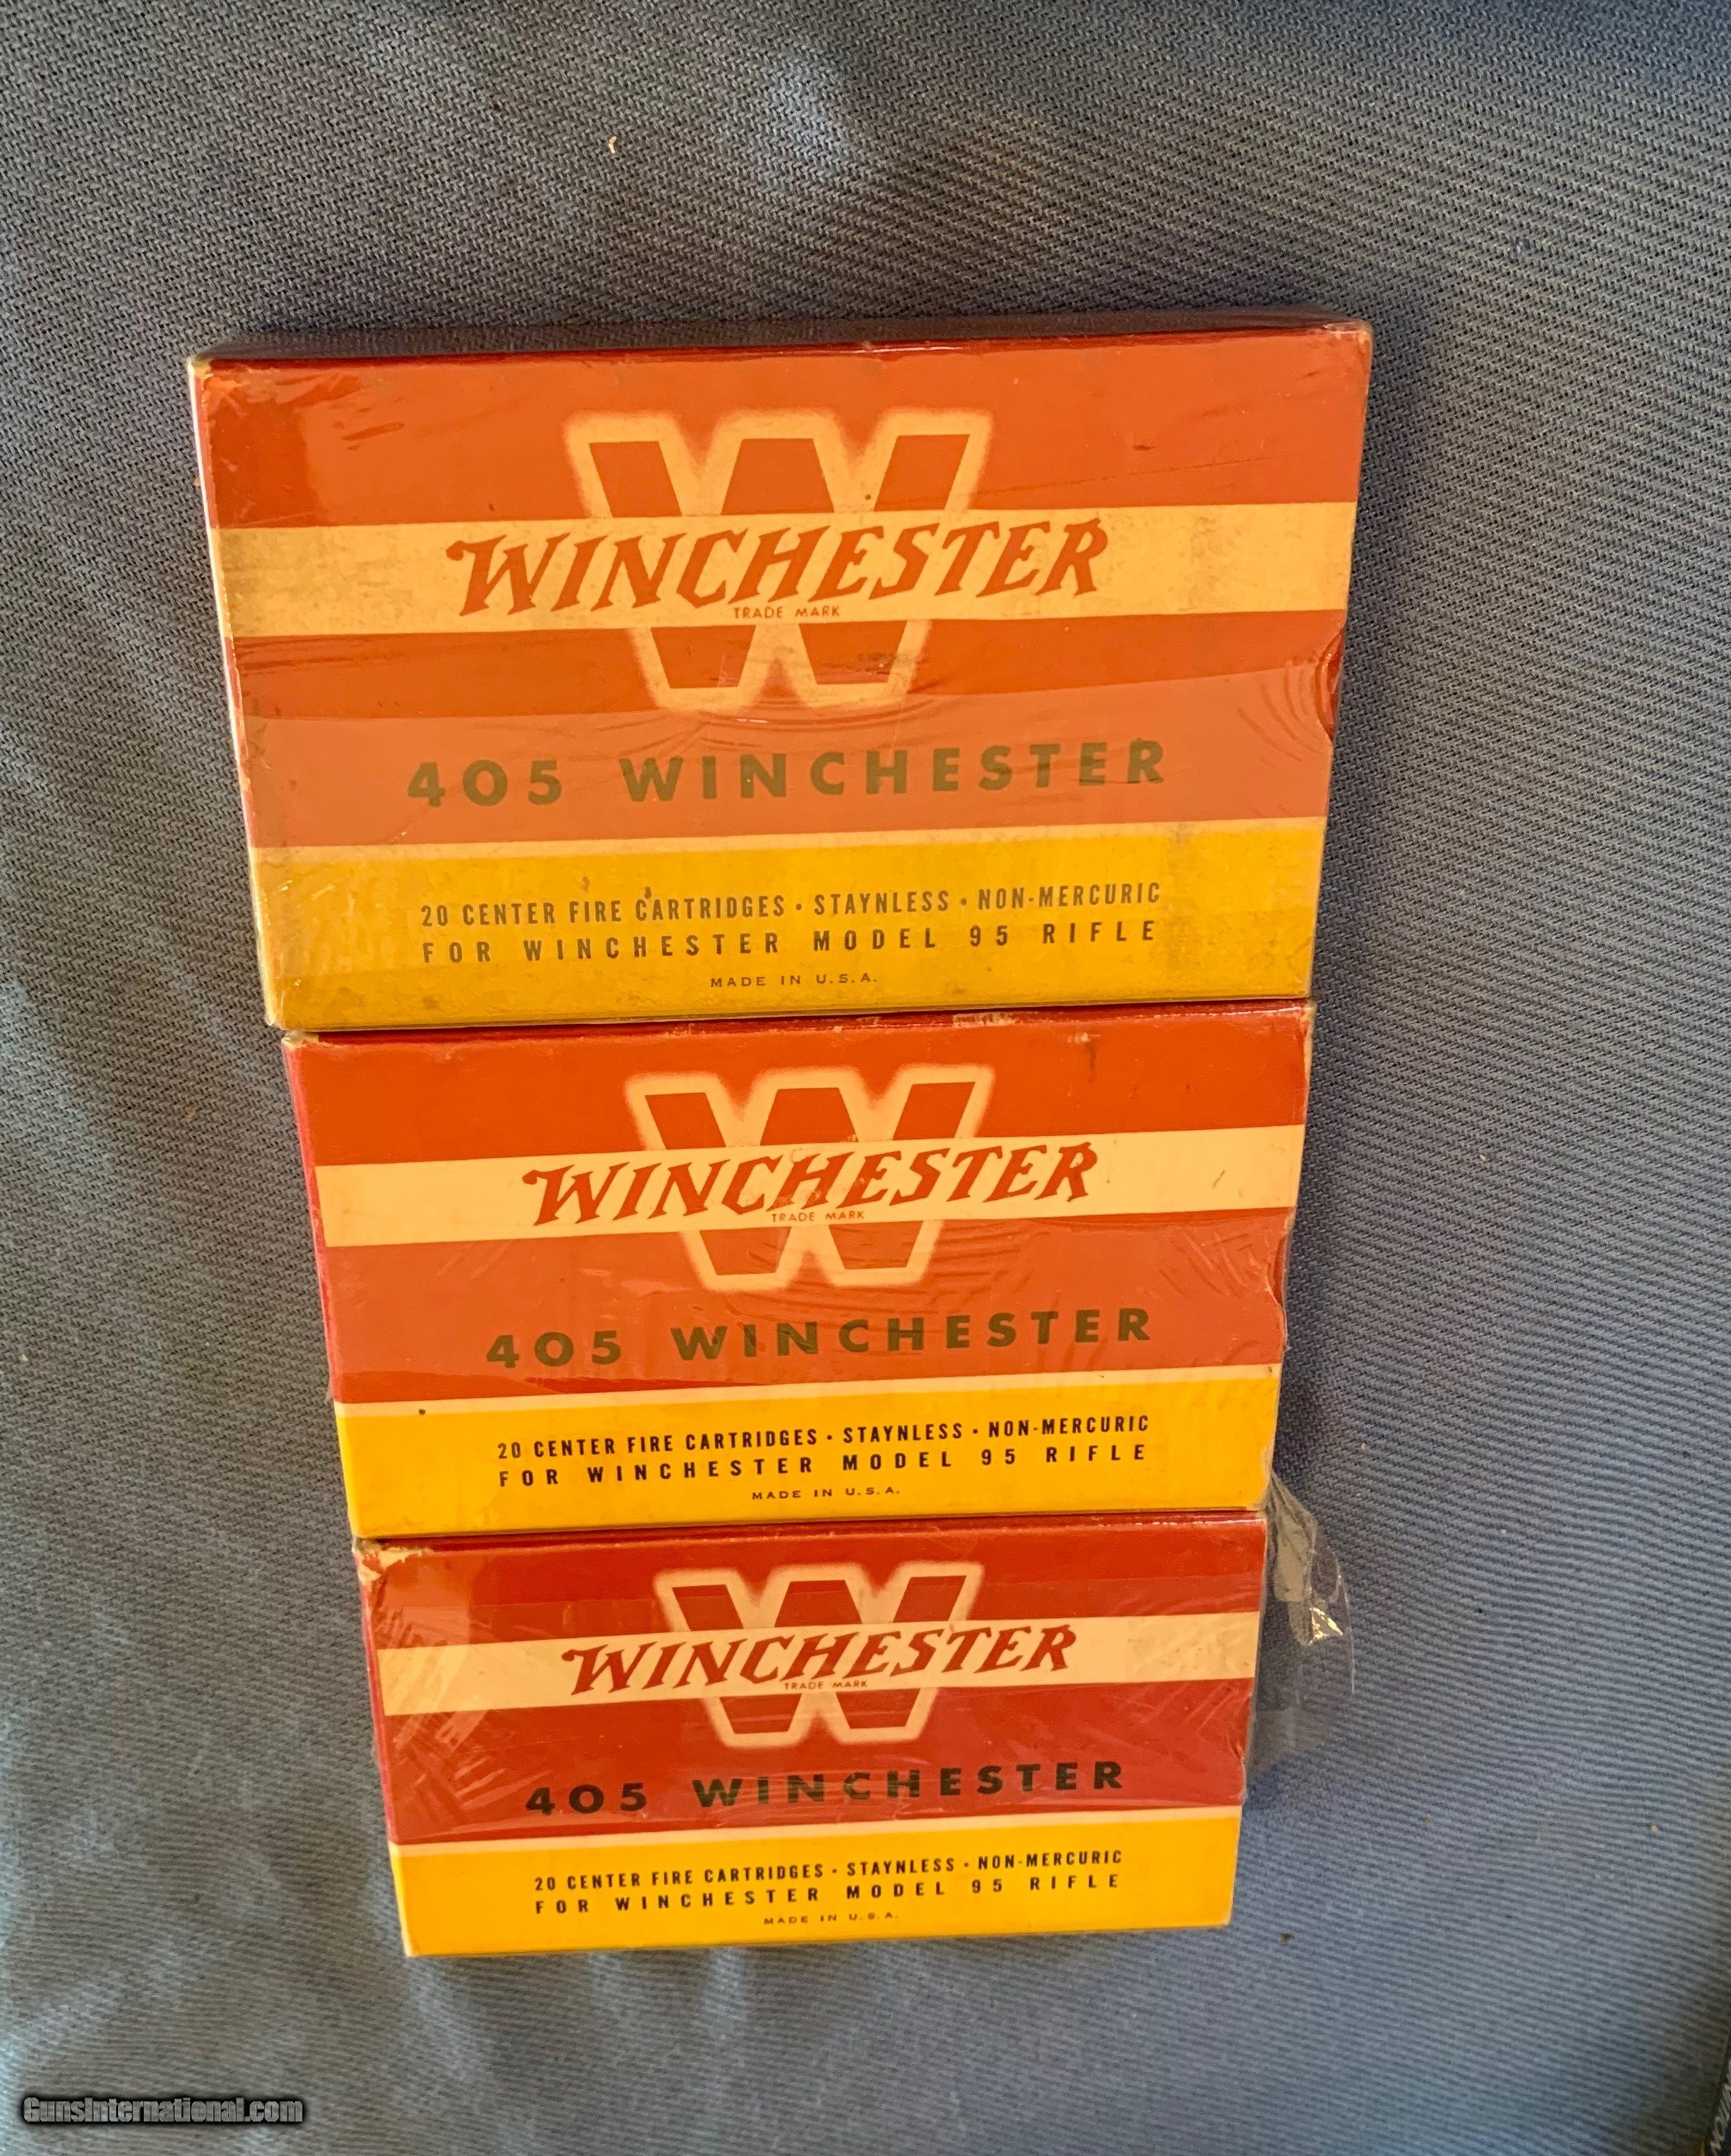 WINCHESTER
TRADE MARK
405 WINCHESTER
20 CENTER FIRE CARTRIDGES · STAYNLESS · NON-MERCURIC
FOR WINCHESTER MODEL 95 RIFLE
MADE IN U.S.A.
WINCHESTER
TRADE MARK
405 WINCHESTER
20 CENTER FIRE CARTRIDGES · STAYNLESS · NON-MERCURIC
FOR WINCHESTER MODEL 95 RIFLE
MADE IN U.S.A.
WINCHESTER
TRADE MARK
405 WINCHESTER
20 CENTER FIRE CARTRIDGES · STAYNLESS · NON-MERCURIC
FOR WINCHESTER MODEL 95 RIFLE
MADE IN U.S.A.
GunsInternational.com